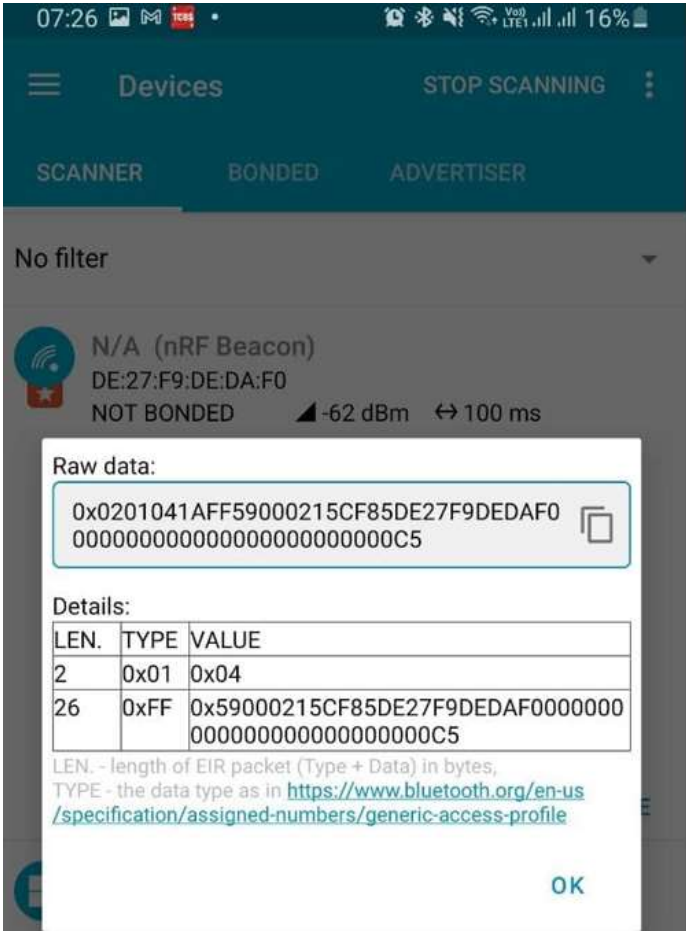 07:26 TCBS 16%
Devices STOP SCANNING
SCANNER BONDED ADVERTISER
No filter
N/A (nRF Beacon)
DE:27:F9:DE:DA:F0
NOT BONDED -62 dBm ↔ 100 ms
Raw data:
0x0201041AFF59000215CF85DE27F9DEDAF0
000000000000000000000000C5
Details:
LEN. TYPE VALUE
2 0x01 0x04
26 0xFF 0x59000215CF85DE27F9DEDAF0000000
0000000000000000000C5
LEN. - length of EIR packet (Type + Data) in bytes,
TYPE - the data type as in https://www.bluetooth.org/en-us
/specification/assigned-numbers/generic-access-profile
E
OK